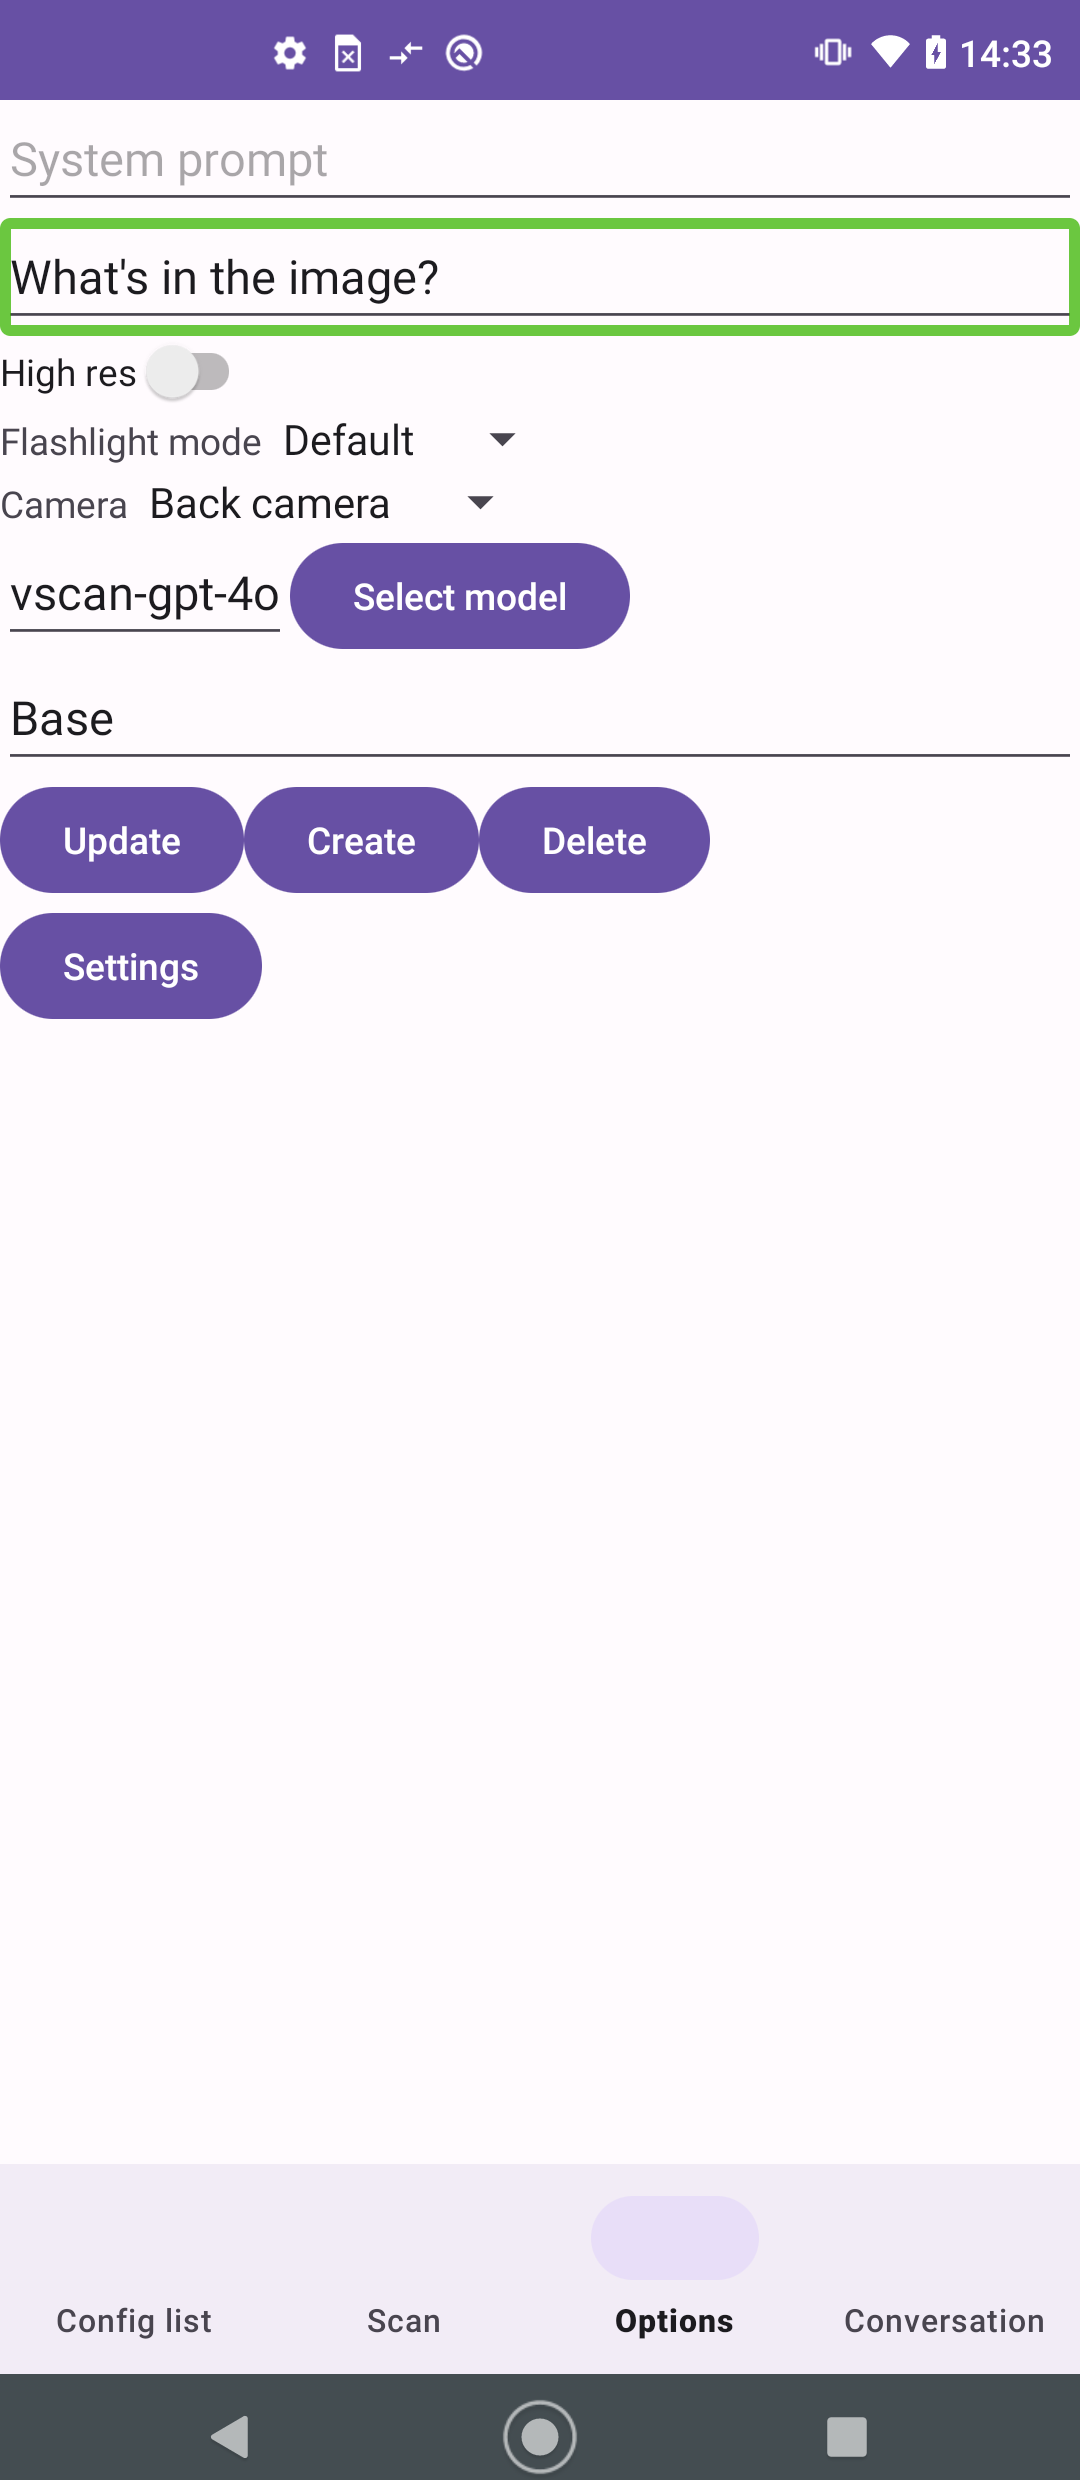 14:33
System prompt
What's in the image?
High res
Flashlight mode Default
Camera Back camera
vscan-gpt-4o Select model
Base
Update Create Delete
Settings
Config list Scan Options Conversation